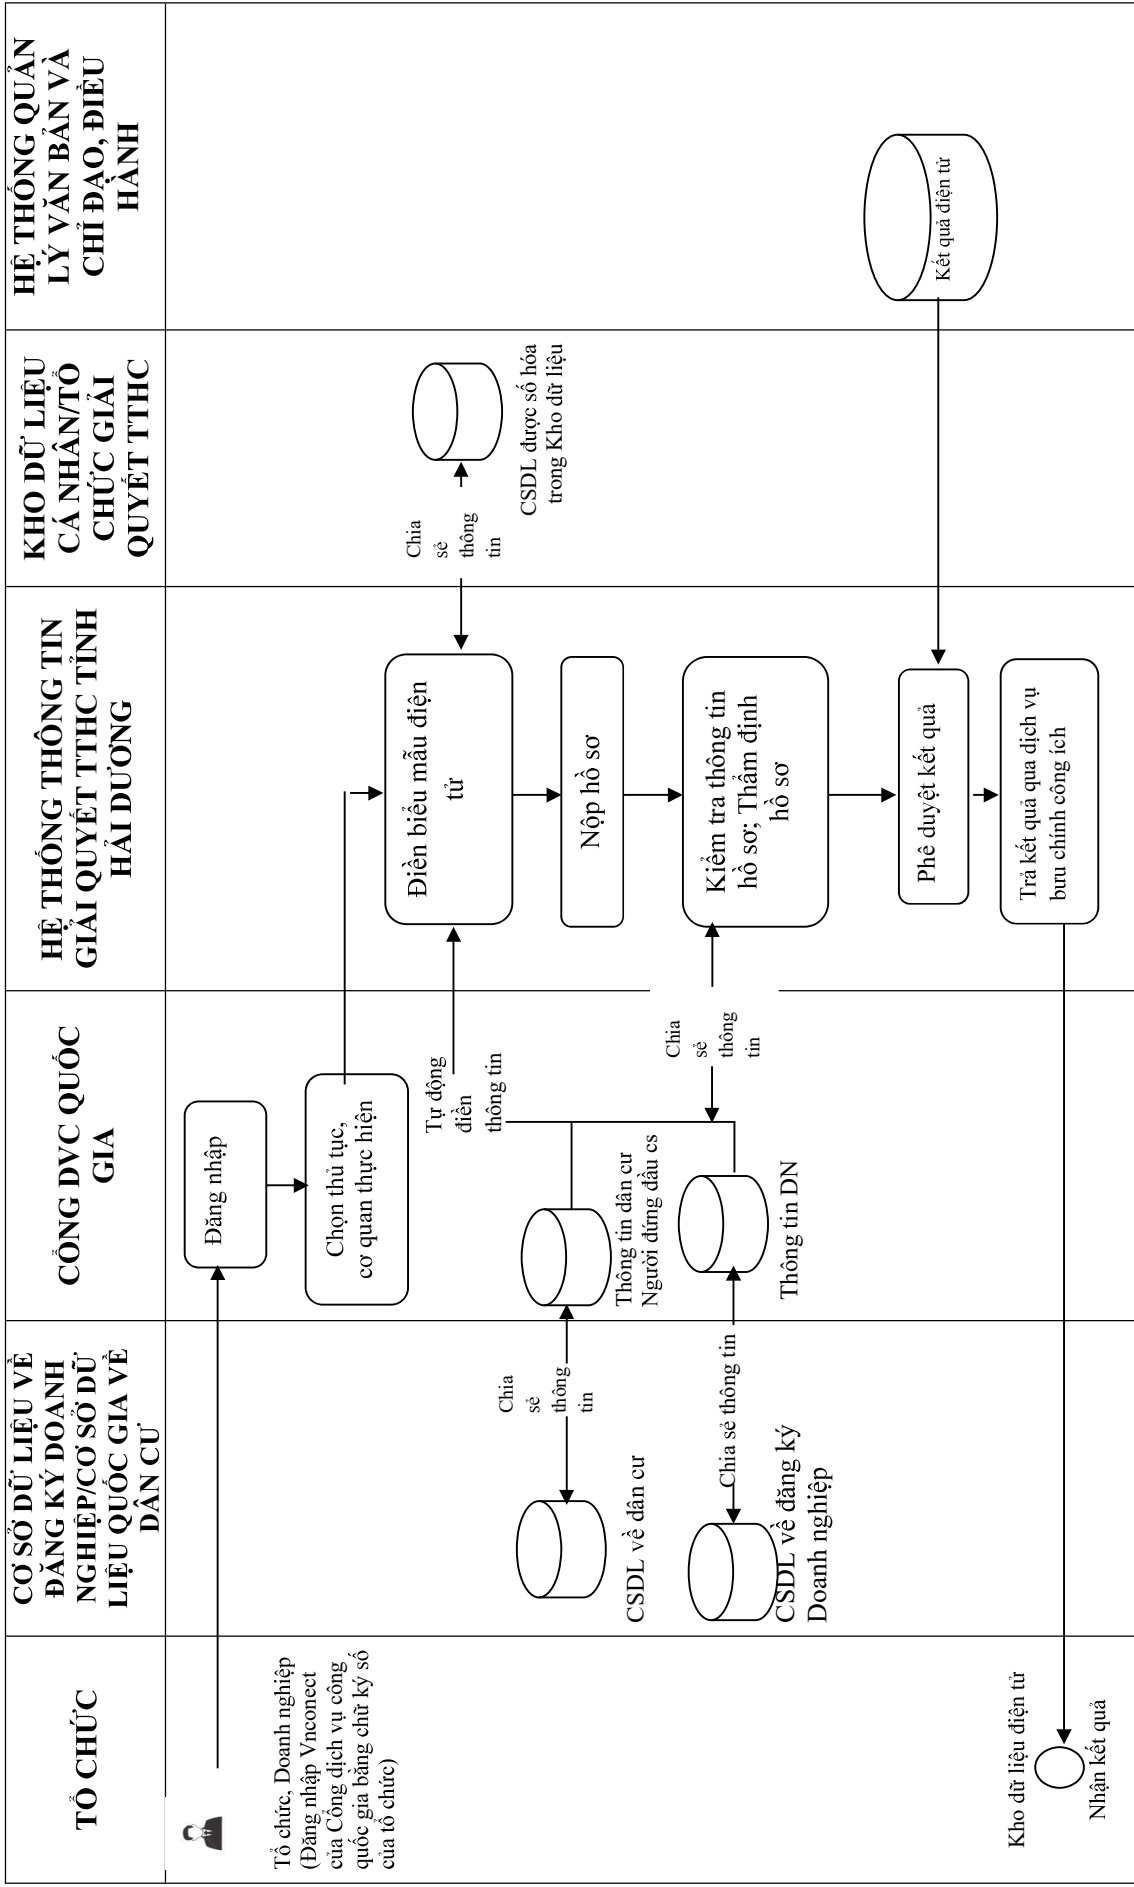 TỔ CHỨC
CƠ SỞ DỮ LIỆU VỀ
ĐĂNG KÝ DOANH
NGHIỆP/CƠ SỞ DỮ
LIỆU QUỐC GIA VỀ
DÂN CƯ
CỔNG DVC QUỐC
GIA
HỆ THỐNG THÔNG TIN
GIẢI QUYẾT TTHC TỈNH
HẢI DƯƠNG
KHO DỮ LIỆU
CÁ NHÂN/TỔ
CHỨC GIẢI
QUYẾT TTHC
HỆ THỐNG QUẢN
LÝ VĂN BẢN VÀ
CHỈ ĐẠO, ĐIỀU
HÀNH
Tổ chức, Doanh nghiệp
(Đăng nhập Vnconect
của Cổng dịch vụ công
quốc gia bằng chữ ký số
của tổ chức)
Đăng nhập
Chọn thủ tục,
cơ quan thực hiện
Tự động
điền
thông tin
Điền biểu mẫu điện
tử
Chia
sẻ
thông
tin
CSDL được số hóa
trong Kho dữ liệu
Chia
sẻ
thông
tin
CSDL về dân cư
Thông tin dân cư
Người đứng đầu cs
Nộp hồ sơ
Chia
sẻ
thông
tin
Kiểm tra thông tin
hồ sơ; Thẩm định
hồ sơ
Chia sẻ thông tin
CSDL về đăng ký
Doanh nghiệp
Thông tin DN
Phê duyệt kết quả
Kết quả điện tử
Trả kết quả qua dịch vụ
bưu chính công ích
Kho dữ liệu điện tử
Nhận kết quả